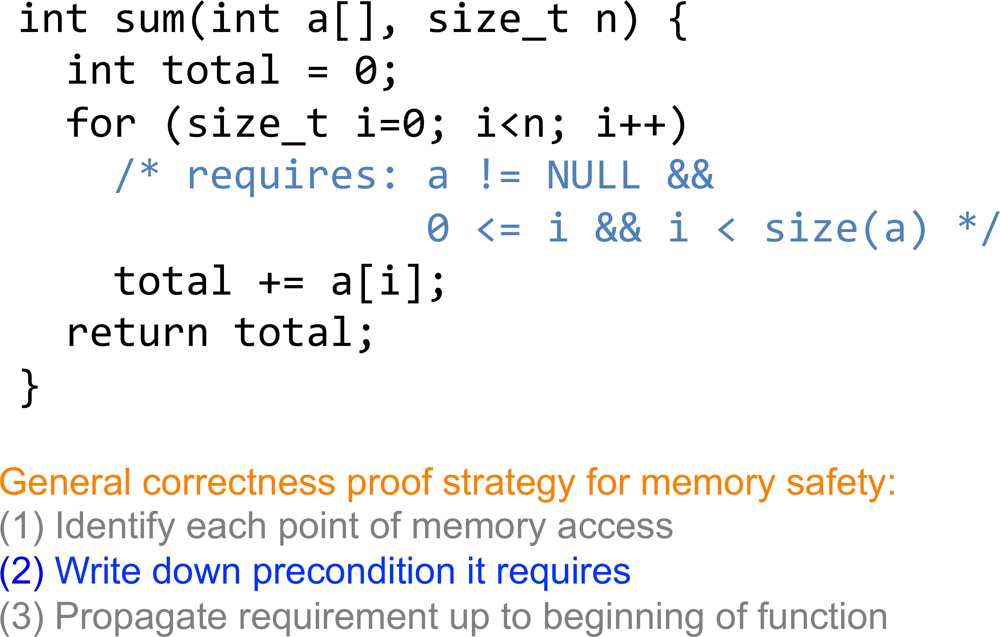 int sum(int a[], size_t n) {
int total = 0;
for (size_t i=0; i<n; i++)
/* requires: a != NULL &&
0 <= i && i < size(a) */
total += a[i];
return total;
}
General correctness proof strategy for memory safety:
(1) Identify each point of memory access
(2) Write down precondition it requires
(3) Propagate requirement up to beginning of function